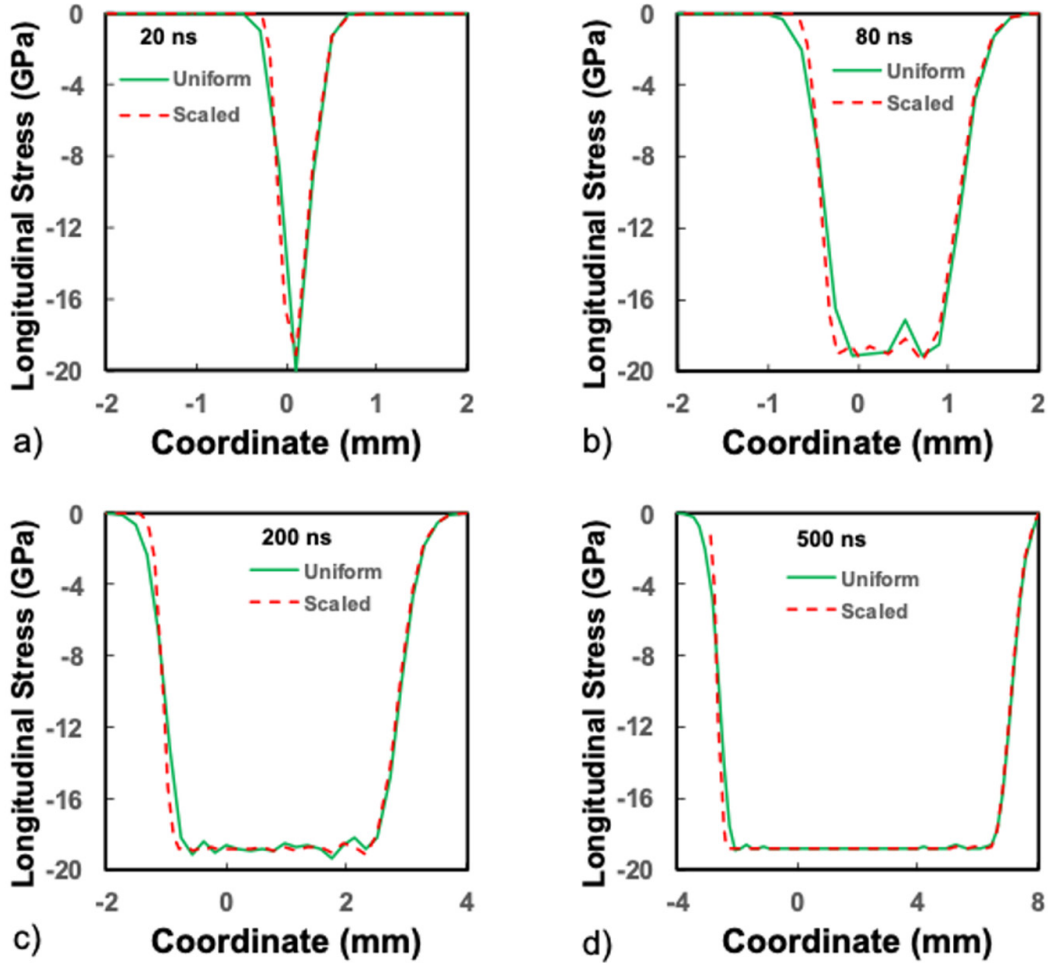 20 ns
Uniform
Scaled
Longitudinal Stress (GPa)
0
-4
-8
-12
-16
-20
-2 -1 0 1 2
Coordinate (mm)
a)
80 ns
Uniform
Scaled
Longitudinal Stress (GPa)
0
-4
-8
-12
-16
-20
-2 -1 0 1 2
Coordinate (mm)
b)
200 ns
Uniform
Scaled
Longitudinal Stress (GPa)
0
-4
-8
-12
-16
-20
-2 0 2 4
Coordinate (mm)
c)
500 ns
Uniform
Scaled
Longitudinal Stress (GPa)
0
-4
-8
-12
-16
-20
-4 0 4 8
Coordinate (mm)
d)